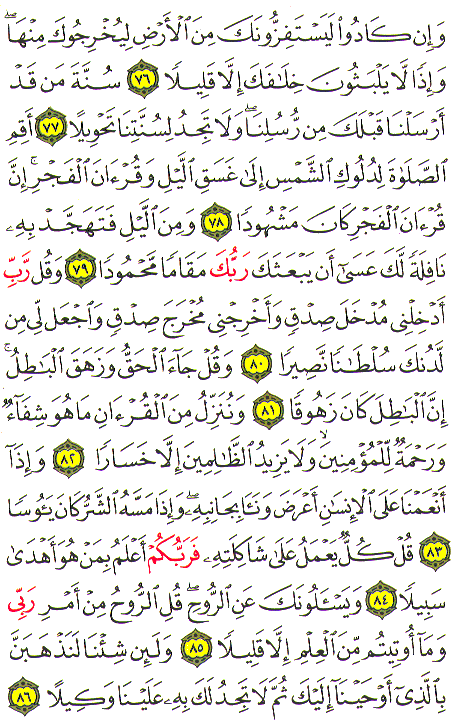 وَإِن كَادُوا۟ لَيَسْتَفِزُّونَكَ مِنَ ٱلْأَرْضِ لِيُخْرِجُوكَ مِنْهَا ۖ
وَإِذًا لَّا يَلْبَثُونَ خِلَـٰفَكَ إِلَّا قَلِيلًا ٧٦ سُنَّةَ مَن قَدْ
أَرْسَلْنَا قَبْلَكَ مِن رُّسُلِنَا ۖ وَلَا تَجِدُ لِسُنَّتِنَا تَحْوِيلًا ٧٧ أَقِمِ
ٱلصَّلَوٰةَ لِدُلُوكِ ٱلشَّمْسِ إِلَىٰ غَسَقِ ٱلَّيْلِ وَقُرْءَانَ ٱلْفَجْرِ ۖ إِنَّ
قُرْءَانَ ٱلْفَجْرِ كَانَ مَشْهُودًا ٧٨ وَمِنَ ٱلَّيْلِ فَتَهَجَّدْ بِهِۦ
نَافِلَةً لَّكَ عَسَىٰٓ أَن يَبْعَثَكَ رَبُّكَ مَقَامًا مَّحْمُودًا ٧٩ وَقُل رَّبِّ
أَدْخِلْنِى مُدْخَلَ صِدْقٍ وَأَخْرِجْنِى مُخْرَجَ صِدْقٍ وَٱجْعَل لِّى مِن
لَّدُنكَ سُلْطَـٰنًا نَّصِيرًا ٨٠ وَقُلْ جَآءَ ٱلْحَقُّ وَزَهَقَ ٱلْبَـٰطِلُ ۚ
إِنَّ ٱلْبَـٰطِلَ كَانَ زَهُوقًا ٨١ وَنُنَزِّلُ مِنَ ٱلْقُرْءَانِ مَا هُوَ شِفَآءٌ
وَرَحْمَةٌ لِّلْمُؤْمِنِينَ ۙ وَلَا يَزِيدُ ٱلظَّـٰلِمِينَ إِلَّا خَسَارًا ٨٢ وَإِذَآ
أَنْعَمْنَا عَلَى ٱلْإِنسَـٰنِ أَعْرَضَ وَنَـَٔا بِجَانِبِهِۦ ۖ وَإِذَا مَسَّهُ ٱلشَّرُّ كَانَ يَـُٔوسًا
٨٣ قُلْ كُلٌّ يَعْمَلُ عَلَىٰ شَاكِلَتِهِۦ فَرَبُّكُمْ أَعْلَمُ بِمَنْ هُوَ أَهْدَىٰ
سَبِيلًا ٨٤ وَيَسْـَٔلُونَكَ عَنِ ٱلرُّوحِ ۖ قُلِ ٱلرُّوحُ مِنْ أَمْرِ رَبِّى
وَمَآ أُوتِيتُم مِّنَ ٱلْعِلْمِ إِلَّا قَلِيلًا ٨٥ وَلَئِن شِئْنَا لَنَذْهَبَنَّ
بِٱلَّذِىٓ أَوْحَيْنَآ إِلَيْكَ ثُمَّ لَا تَجِدُ لَكَ بِهِۦ عَلَيْنَا وَكِيلًا ٨٦